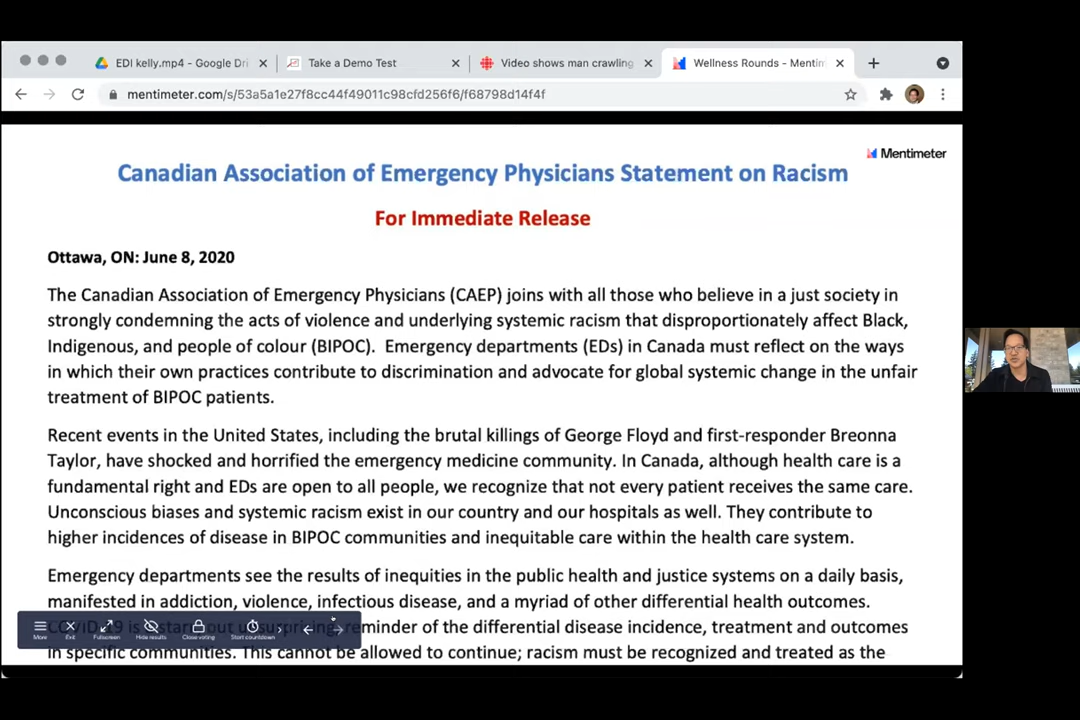 EDI kelly.mp4 - Google Dri
Take a Demo Test
Video shows man crawling
Wellness Rounds - Mentim
mentimeter.com/s/53a5a1e27f8cc44f49011c98cfd256f6/f68798d14f4f
Mentimeter
Canadian Association of Emergency Physicians Statement on Racism
For Immediate Release
Ottawa, ON: June 8, 2020
The Canadian Association of Emergency Physicians (CAEP) joins with all those who believe in a just society in
strongly condemning the acts of violence and underlying systemic racism that disproportionately affect Black,
Indigenous, and people of colour (BIPOC). Emergency departments (EDs) in Canada must reflect on the ways
in which their own practices contribute to discrimination and advocate for global systemic change in the unfair
treatment of BIPOC patients.
Recent events in the United States, including the brutal killings of George Floyd and first-responder Breonna
Taylor, have shocked and horrified the emergency medicine community. In Canada, although health care is a
fundamental right and EDs are open to all people, we recognize that not every patient receives the same care.
Unconscious biases and systemic racism exist in our country and our hospitals as well. They contribute to
higher incidences of disease in BIPOC communities and inequitable care within the health care system.
Emergency departments see the results of inequities in the public health and justice systems on a daily basis,
manifested in addiction, violence, infectious disease, and a myriad of other differential health outcomes.
reminder of the differential disease incidence, treatment and outcomes
in specific communities. This cannot be allowed to continue; racism must be recognized and treated as the
More
Exit
Fullscreen
Hide results
Close voting
Start countdown